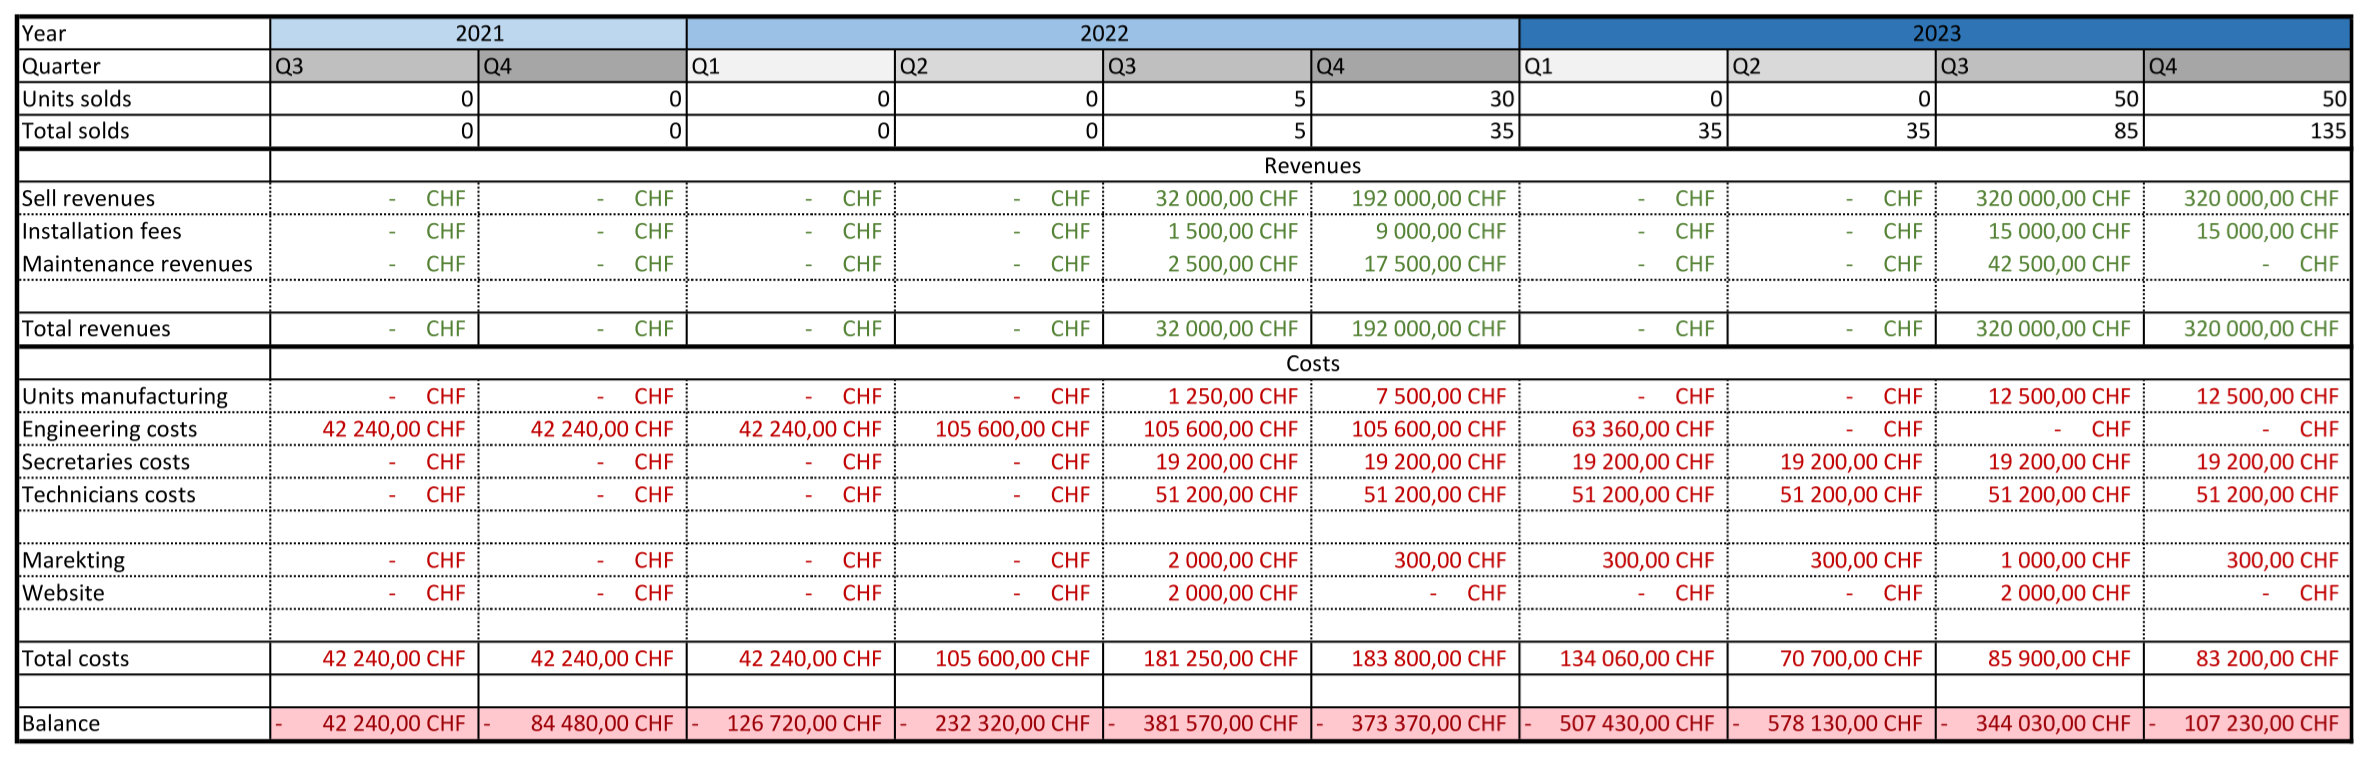 Year 2021 2022 2023
Quarter Q3 Q4 Q1 Q2 Q3 Q4 Q1 Q2 Q3 Q4
Units solds 0 0 0 0 5 30 0 0 50 50
Total solds 0 0 0 0 5 35 35 35 85 135
Revenues
Sell revenues - CHF - CHF - CHF - CHF 32 000,00 CHF 192 000,00 CHF - CHF - CHF 320 000,00 CHF 320 000,00 CHF
Installation fees - CHF - CHF - CHF - CHF 1 500,00 CHF 9 000,00 CHF - CHF - CHF 15 000,00 CHF 15 000,00 CHF
Maintenance revenues - CHF - CHF - CHF - CHF 2 500,00 CHF 17 500,00 CHF - CHF - CHF 42 500,00 CHF - CHF
Total revenues - CHF - CHF - CHF - CHF 32 000,00 CHF 192 000,00 CHF - CHF - CHF 320 000,00 CHF 320 000,00 CHF
Costs
Units manufacturing - CHF - CHF - CHF - CHF 1 250,00 CHF 7 500,00 CHF - CHF - CHF 12 500,00 CHF 12 500,00 CHF
Engineering costs 42 240,00 CHF 42 240,00 CHF 42 240,00 CHF 105 600,00 CHF 105 600,00 CHF 105 600,00 CHF 63 360,00 CHF - CHF - CHF - CHF
Secretaries costs - CHF - CHF - CHF - CHF 19 200,00 CHF 19 200,00 CHF 19 200,00 CHF 19 200,00 CHF 19 200,00 CHF 19 200,00 CHF
Technicians costs - CHF - CHF - CHF - CHF 51 200,00 CHF 51 200,00 CHF 51 200,00 CHF 51 200,00 CHF 51 200,00 CHF 51 200,00 CHF
Marekting - CHF - CHF - CHF - CHF 2 000,00 CHF 300,00 CHF 300,00 CHF 300,00 CHF 1 000,00 CHF 300,00 CHF
Website - CHF - CHF - CHF - CHF 2 000,00 CHF - CHF - CHF - CHF 2 000,00 CHF - CHF
Total costs 42 240,00 CHF 42 240,00 CHF 42 240,00 CHF 105 600,00 CHF 181 250,00 CHF 183 800,00 CHF 134 060,00 CHF 70 700,00 CHF 85 900,00 CHF 83 200,00 CHF
Balance - 42 240,00 CHF - 84 480,00 CHF - 126 720,00 CHF - 232 320,00 CHF - 381 570,00 CHF - 373 370,00 CHF - 507 430,00 CHF - 578 130,00 CHF - 344 030,00 CHF - 107 230,00 CHF